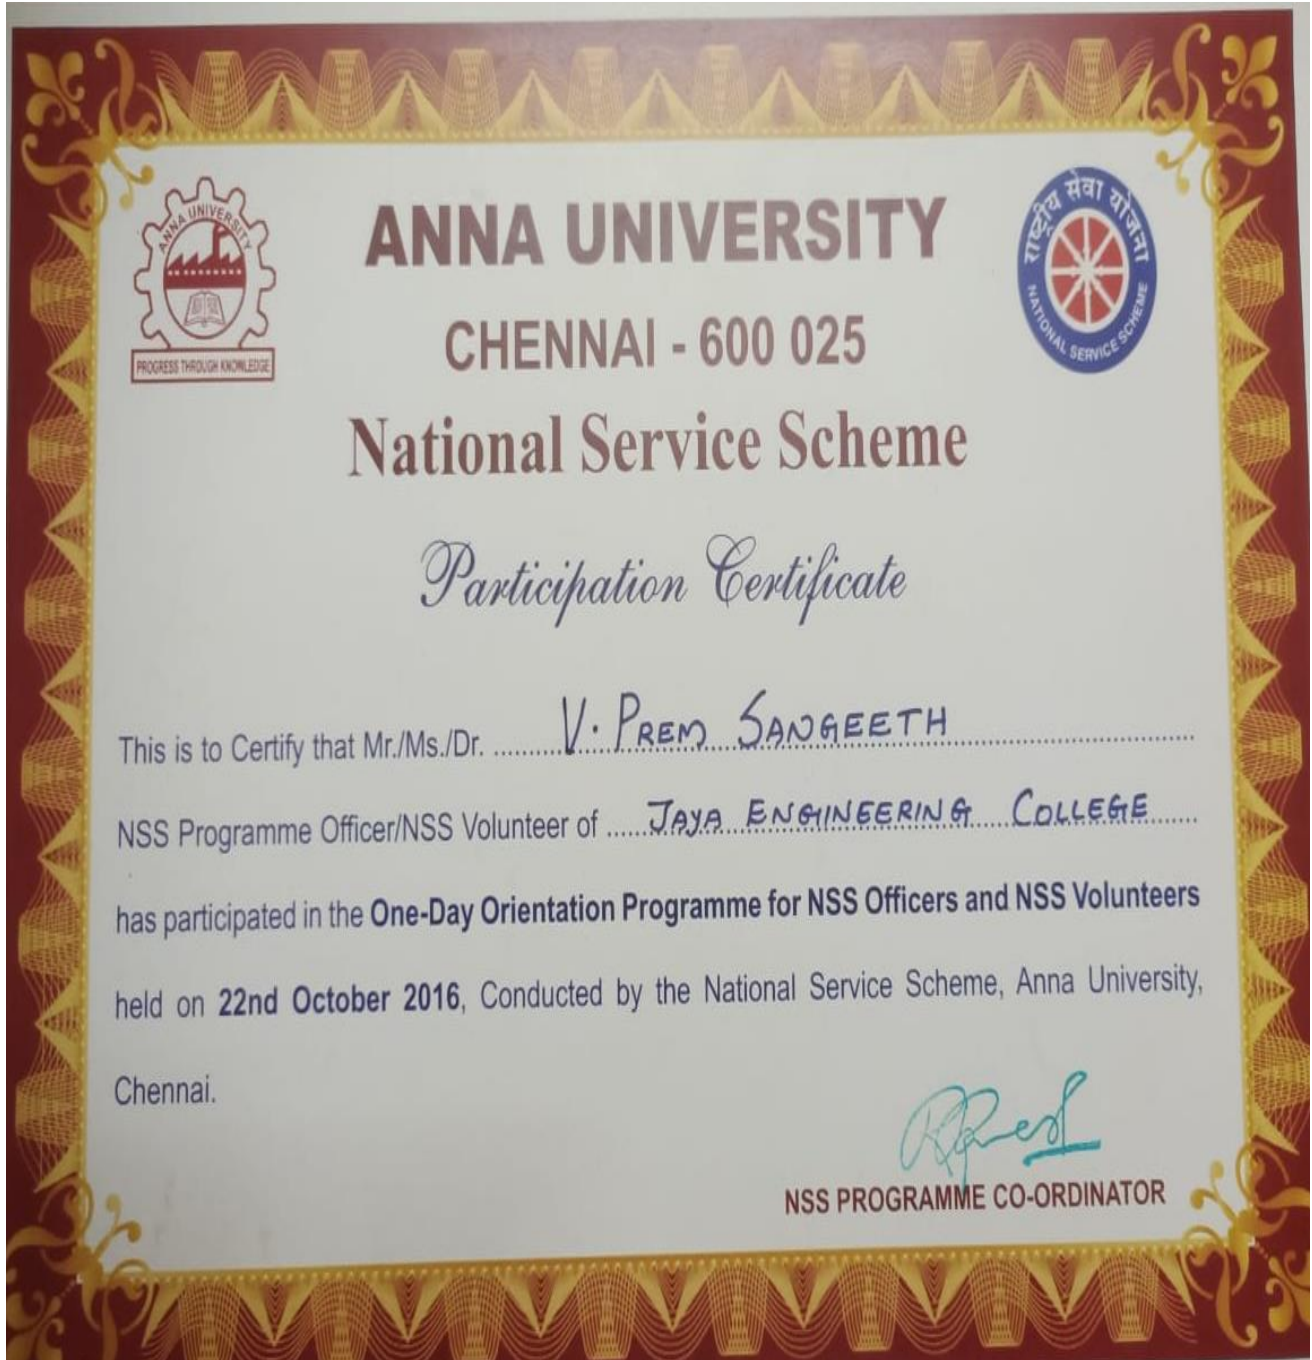 ANNA UNIVERSITY
PROGRESS THROUGH KNOWLEDGE
ANNA UNIVERSITY
CHENNAI - 600 025
राष्ट्रीय सेवा योजना
NATIONAL SERVICE SCHEME
National Service Scheme
Participation Certificate
This is to Certify that Mr./Ms./Dr. V. PREM SANGEETH
NSS Programme Officer/NSS Volunteer of JAYA ENGINEERING COLLEGE
has participated in the One-Day Orientation Programme for NSS Officers and NSS Volunteers
held on 22nd October 2016, Conducted by the National Service Scheme, Anna University,
Chennai.
NSS PROGRAMME CO-ORDINATOR